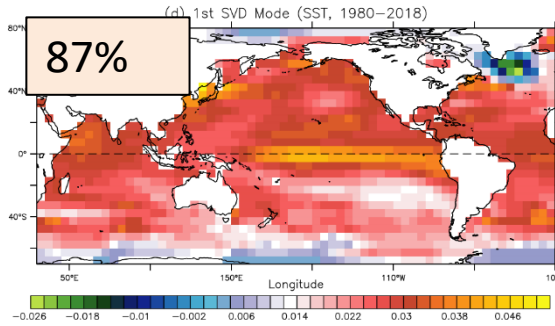 (d) 1st SVD Mode (SST, 1980−2018)
80°N
87%
40°N
0°
40°S
50°E 150°E 110°W 10
Longitude
−0.026 −0.018 −0.01 −0.002 0.006 0.014 0.022 0.03 0.038 0.046